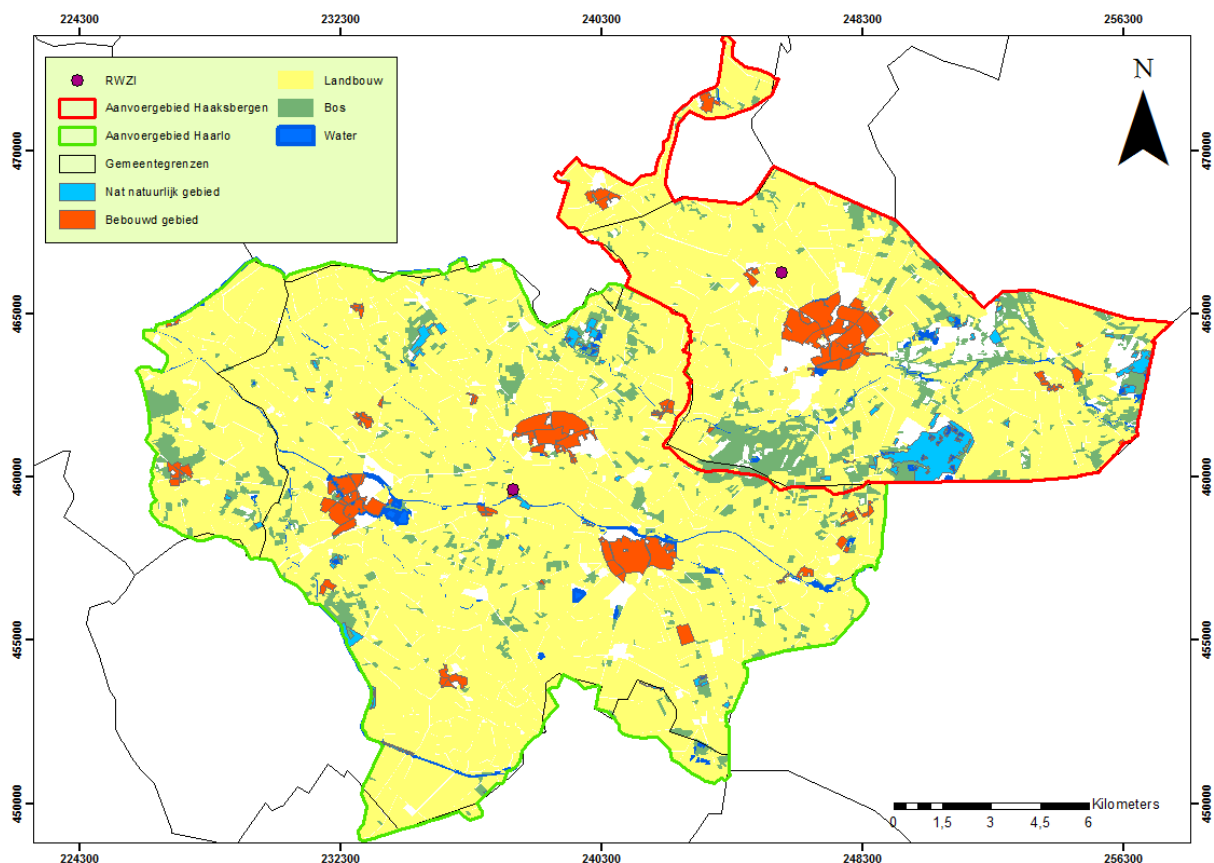 224300 232300 240300 248300 256300
RWZI
Aanvoergebied Haaksbergen
Aanvoergebied Haarlo
Gemeentegrenzen
Nat natuurlijk gebied
Bebouwd gebied
Landbouw
Bos
Water
N
470000 470000
465000 465000
460000 460000
455000 455000
450000 450000
Kilometers
0 1,5 3 4,5 6
224300 232300 240300 248300 256300